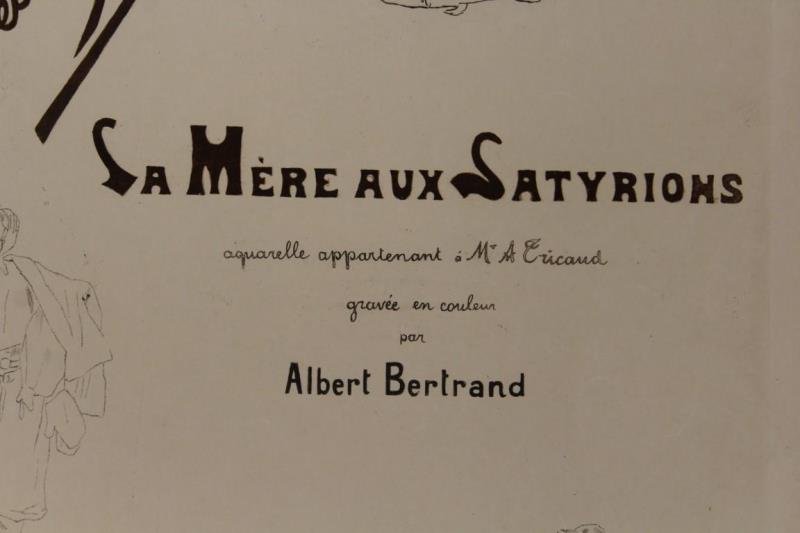 La Mère aux Satyrions
aquarelle appartenant à Mr A Tricaud
gravée en couleur
par
Albert Bertrand